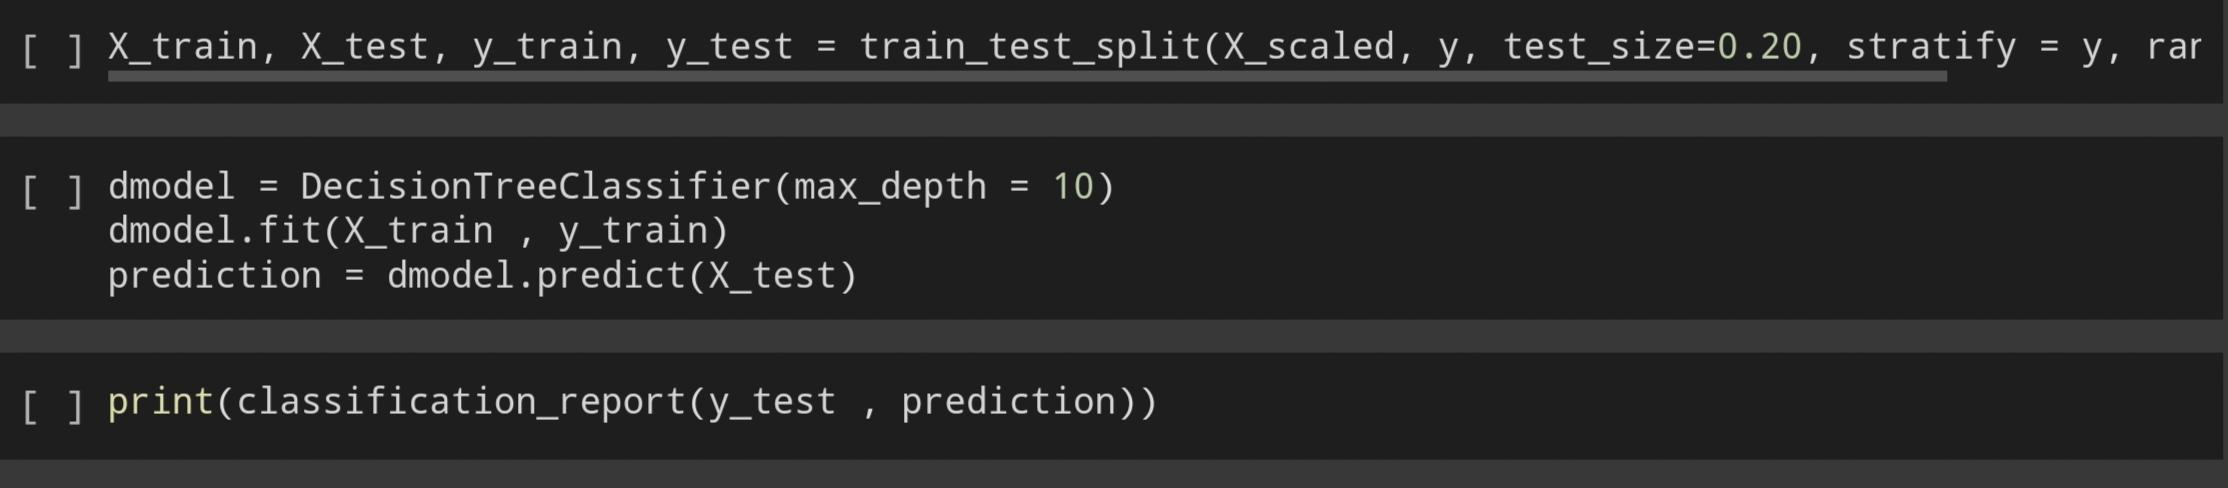 [ ] X_train, X_test, y_train, y_test = train_test_split(X_scaled, y, test_size=0.20, stratify = y, ran
[ ] dmodel = DecisionTreeClassifier(max_depth = 10)
dmodel.fit(X_train , y_train)
prediction = dmodel.predict(X_test)
[ ] print(classification_report(y_test , prediction))